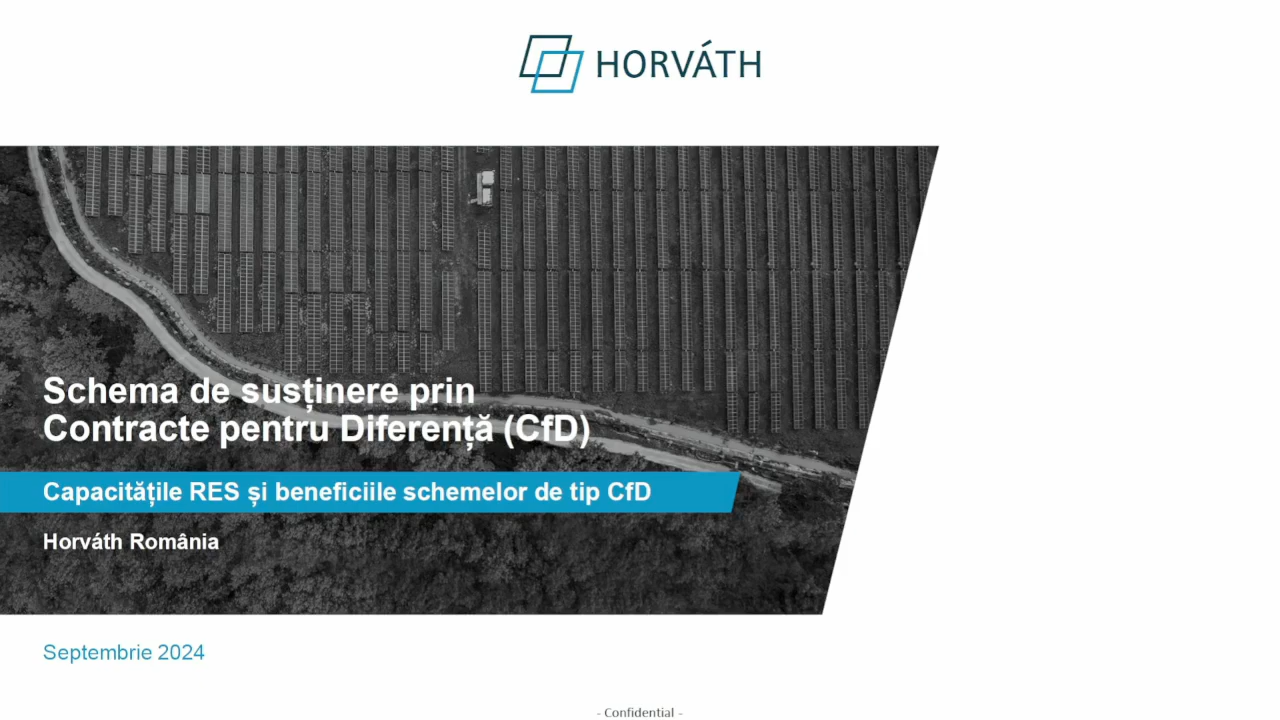 HORVÁTH
Schema de susținere prin
Contracte pentru Diferență (CfD)
Capacitățile RES și beneficiile schemelor de tip CfD
Horváth România
Septembrie 2024
- Confidential -